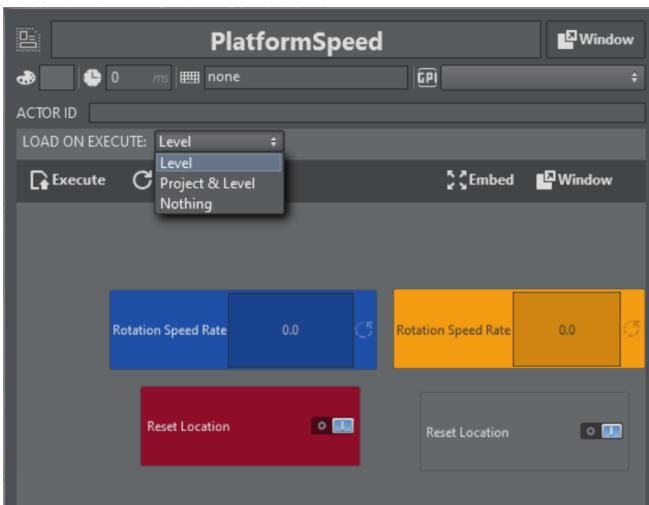 PlatformSpeed
Window
0 ms none GPI
ACTOR ID
LOAD ON EXECUTE: Level
Level
Project & Level
Nothing
Execute
Embed Window
Rotation Speed Rate 0.0
Rotation Speed Rate 0.0
Reset Location
Reset Location